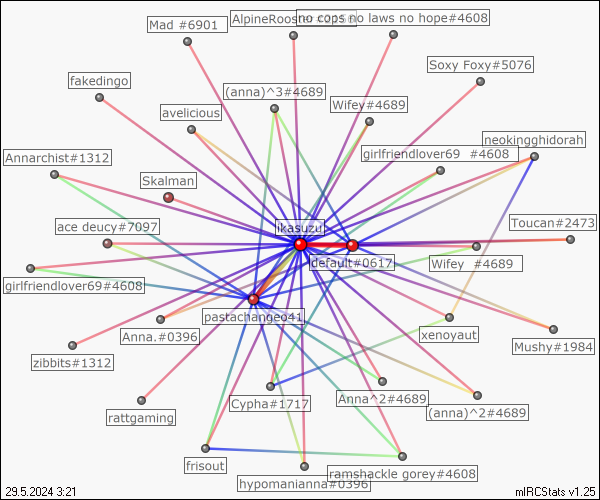 Mad #6901
AlpineRooster
no cops no laws no hope#4608
Soxy Foxy#5076
fakedingo
(anna)^3#4689
Wifey#4689
avelicious
neokingghidorah
girlfriendlover69 #4608
Annarchist#1312
Skalman
ace deucy#7097
ikasuzu
Toucan#2473
default#0617
Wifey #4689
girlfriendlover69#4608
pastachangeo41
Anna.#0396
xenoyaut
Mushy#1984
zibbits#1312
rattgaming
Cypha#1717
Anna^2#4689
(anna)^2#4689
frisout
hypomanianna#0396
ramshackle gorey#4608
29.5.2024 3:21
mIRCStats v1.25